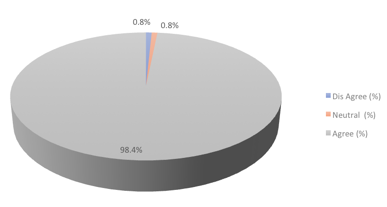 0.8%
0.8%
98.4%
Dis Agree (%)
Neutral (%)
Agree (%)